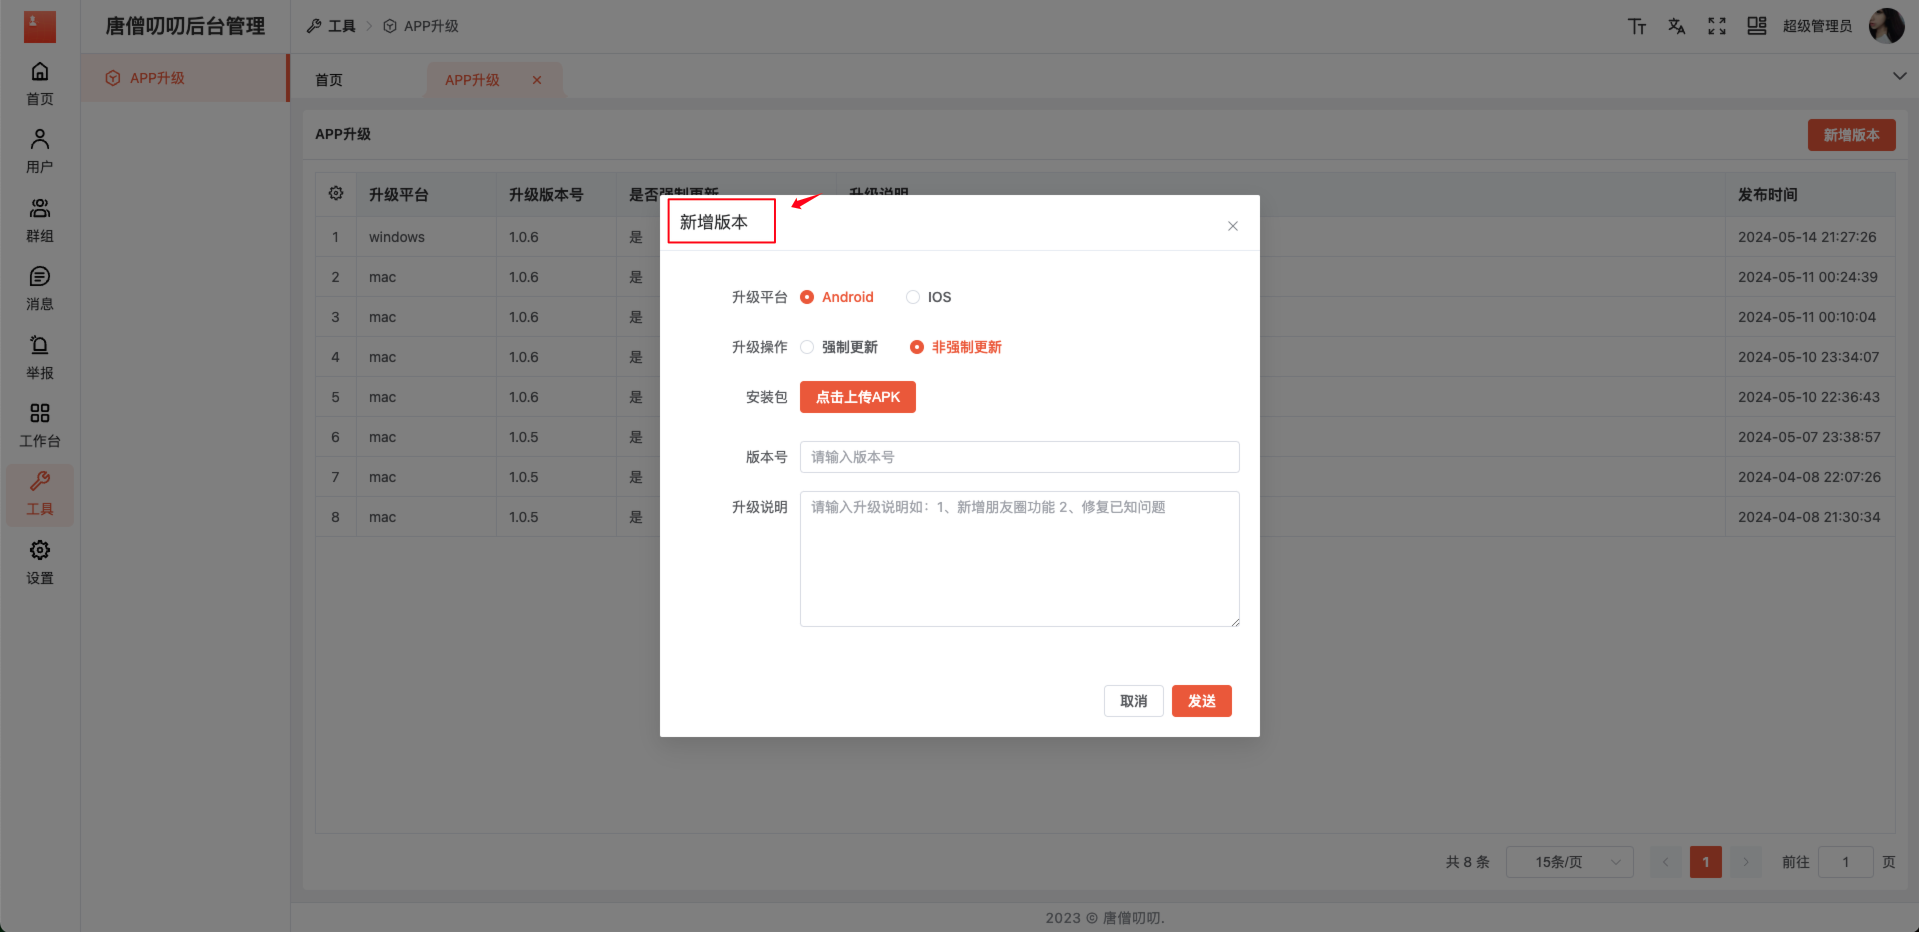 唐僧叨叨后台管理
工具 > APP升级
超级管理员
首页
用户
群组
消息
举报
工作台
工具
设置
APP升级
首页
APP升级
APP升级
新增版本
升级平台 升级版本号 是否强制更新 升级说明 发布时间
1 windows 1.0.6 是 2024-05-14 21:27:26
2 mac 1.0.6 是 2024-05-11 00:24:39
3 mac 1.0.6 是 2024-05-11 00:10:04
4 mac 1.0.6 是 2024-05-10 23:34:07
5 mac 1.0.6 是 2024-05-10 22:36:43
6 mac 1.0.5 是 2024-05-07 23:38:57
7 mac 1.0.5 是 2024-04-08 22:07:26
8 mac 1.0.5 是 2024-04-08 21:30:34
新增版本
升级平台 Android IOS
升级操作 强制更新 非强制更新
安装包 点击上传APK
版本号 请输入版本号
升级说明 请输入升级说明如：1、新增朋友圈功能 2、修复已知问题
取消 发送
共 8 条 15条/页 1 前往 1 页
2023 © 唐僧叨叨.